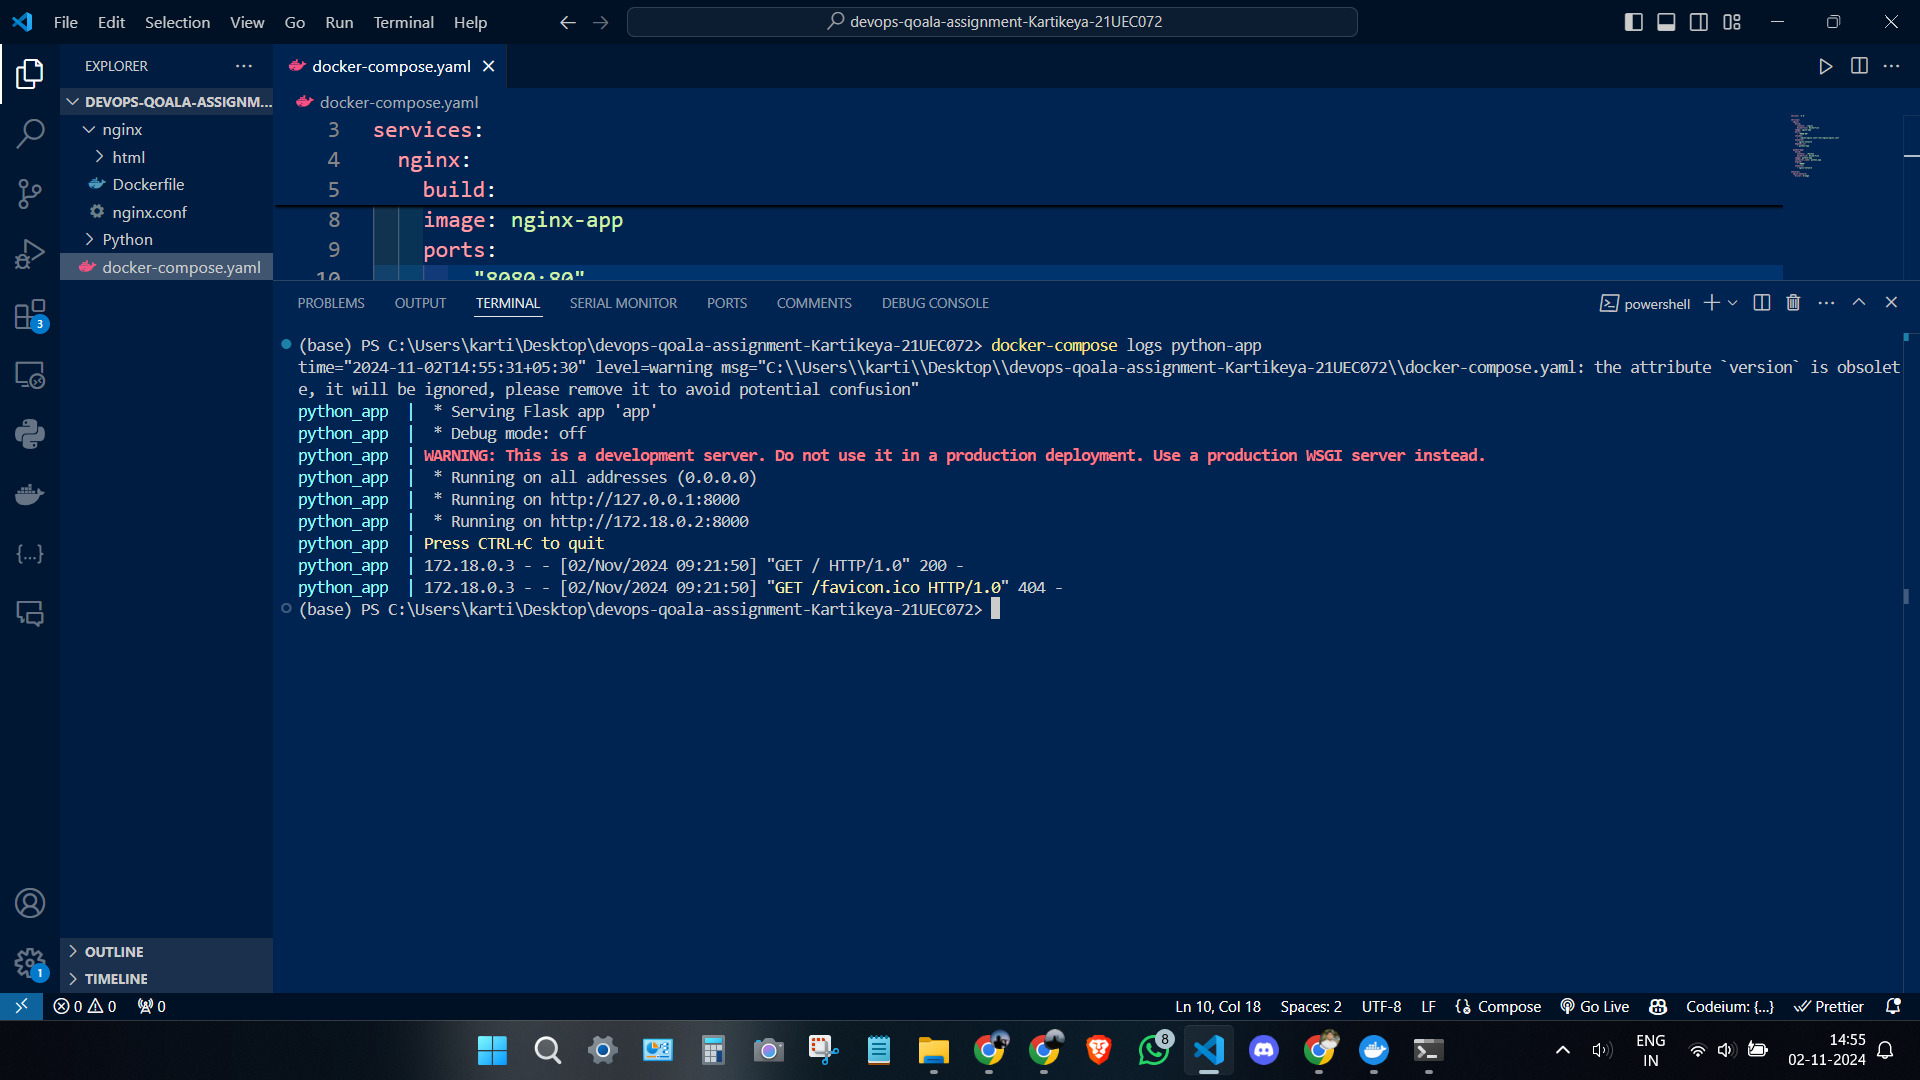 File Edit Selection View Go Run Terminal Help
devops-qoala-assignment-Kartikeya-21UEC072
EXPLORER
DEVOPS-QOALA-ASSIGNM...
nginx
html
Dockerfile
nginx.conf
Python
docker-compose.yaml
OUTLINE
TIMELINE
3
1
docker-compose.yaml
docker-compose.yaml
3 services:
4 nginx:
5 build:
8 image: nginx-app
9 ports:
10 "8080:80"
PROBLEMS OUTPUT TERMINAL SERIAL MONITOR PORTS COMMENTS DEBUG CONSOLE
powershell
(base) PS C:\Users\karti\Desktop\devops-qoala-assignment-Kartikeya-21UEC072> docker-compose logs python-app
time="2024-11-02T14:55:31+05:30" level=warning msg="C:\\Users\\karti\\Desktop\\devops-qoala-assignment-Kartikeya-21UEC072\\docker-compose.yaml: the attribute `version` is obsolet
e, it will be ignored, please remove it to avoid potential confusion"
python_app | * Serving Flask app 'app'
python_app | * Debug mode: off
python_app | WARNING: This is a development server. Do not use it in a production deployment. Use a production WSGI server instead.
python_app | * Running on all addresses (0.0.0.0)
python_app | * Running on http://127.0.0.1:8000
python_app | * Running on http://172.18.0.2:8000
python_app | Press CTRL+C to quit
python_app | 172.18.0.3 - - [02/Nov/2024 09:21:50] "GET / HTTP/1.0" 200 -
python_app | 172.18.0.3 - - [02/Nov/2024 09:21:50] "GET /favicon.ico HTTP/1.0" 404 -
(base) PS C:\Users\karti\Desktop\devops-qoala-assignment-Kartikeya-21UEC072>
0 0 0
Ln 10, Col 18 Spaces: 2 UTF-8 LF Compose Go Live Codeium: {...} Prettier
8
ENG
IN
14:55
02-11-2024